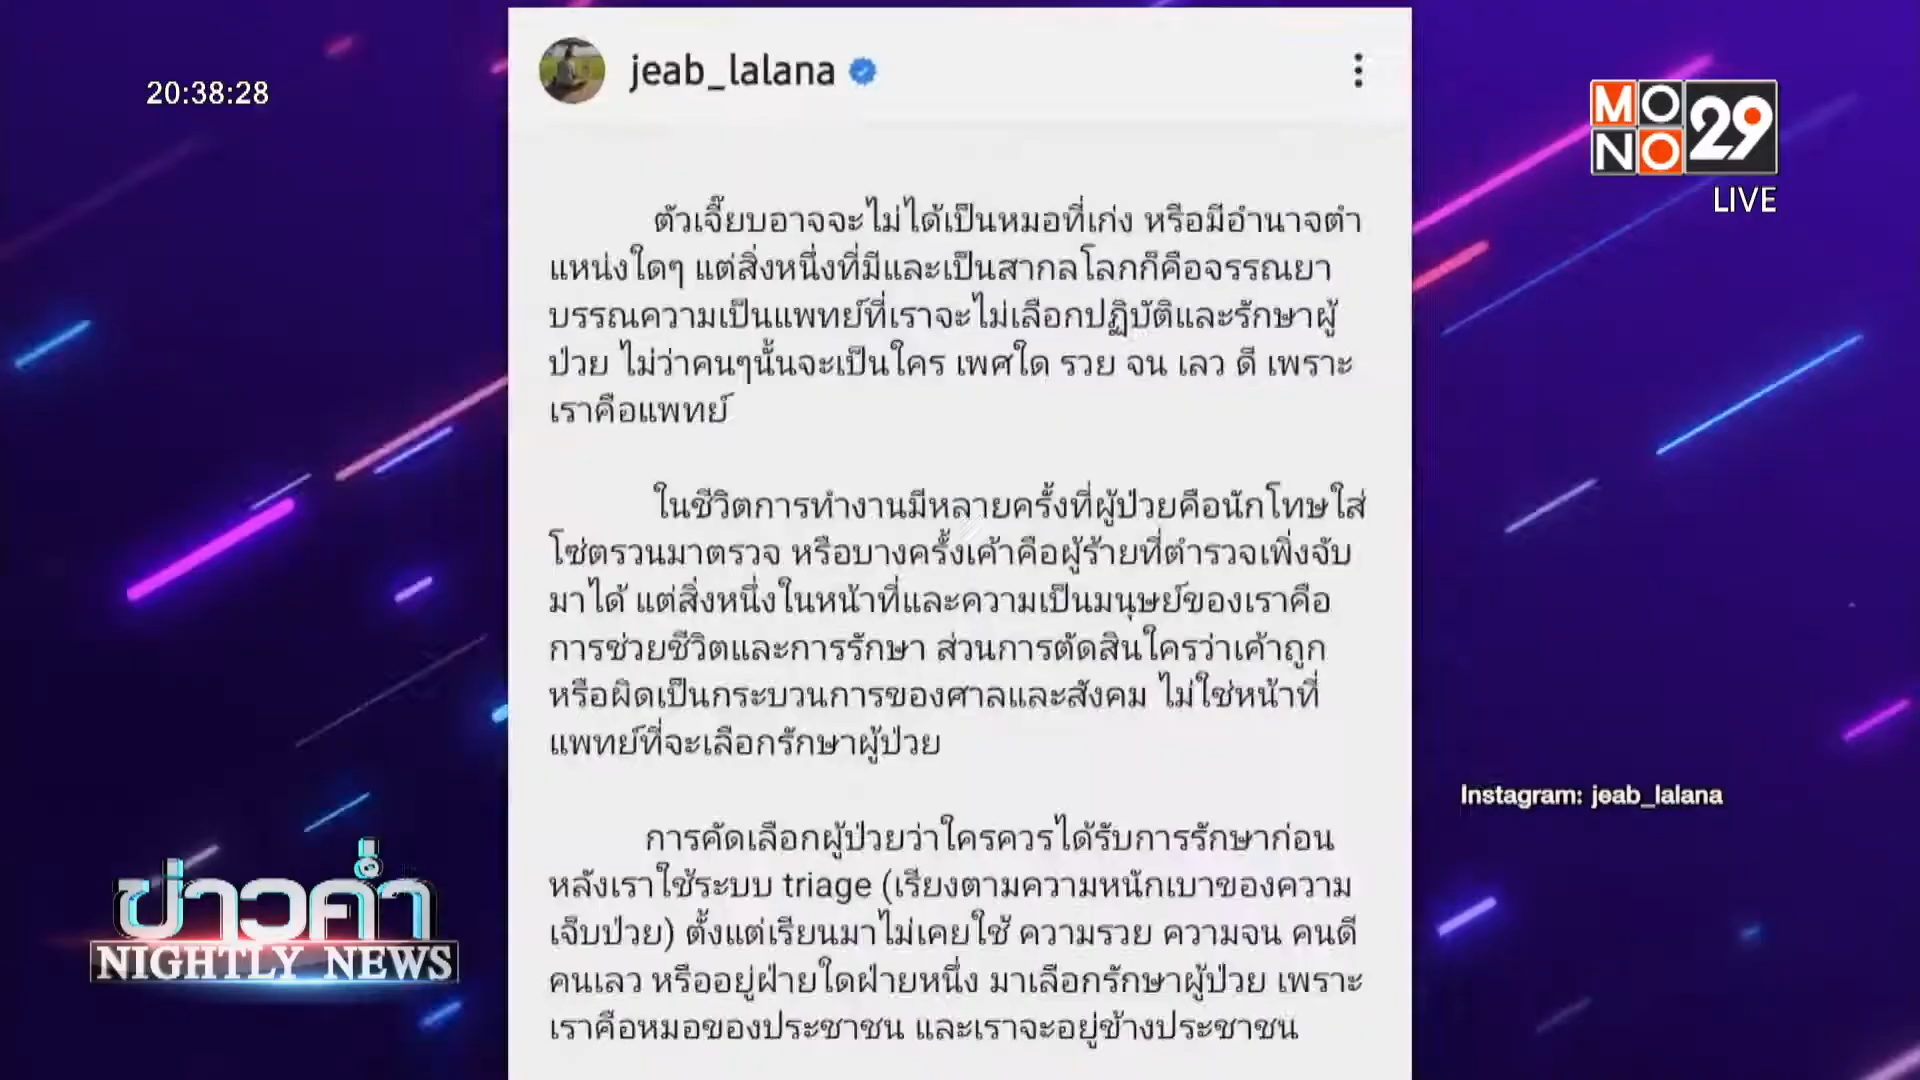 20:38:28
jeab_lalana
MONO 29
LIVE
ตัวเจี๊ยบอาจจะไม่ได้เป็นหมอที่เก่ง หรือมีอำนาจตำ
แหน่งใดๆ แต่สิ่งหนึ่งที่มีและเป็นสากลโลกก็คือจรรณยา
บรรณความเป็นแพทย์ที่เราจะไม่เลือกปฏิบัติและรักษาผู้
ป่วย ไม่ว่าคนๆนั้นจะเป็นใคร เพศใด รวย จน เลว ดี เพราะ
เราคือแพทย์
ในชีวิตการทำงานมีหลายครั้งที่ผู้ป่วยคือนักโทษใส่
โซ่ตรวนมาตรวจ หรือบางครั้งเค้าคือผู้ร้ายที่ตำรวจเพิ่งจับ
มาได้ แต่สิ่งหนึ่งในหน้าที่และความเป็นมนุษย์ของเราคือ
การช่วยชีวิตและการรักษา ส่วนการตัดสินใครว่าเค้าถูก
หรือผิดเป็นกระบวนการของศาลและสังคม ไม่ใช่หน้าที่
แพทย์ที่จะเลือกรักษาผู้ป่วย
การคัดเลือกผู้ป่วยว่าใครควรได้รับการรักษาก่อน
หลังเราใช้ระบบ triage (เรียงตามความหนักเบาของความ
เจ็บป่วย) ตั้งแต่เรียนมาไม่เคยใช้ ความรวย ความจน คนดี
คนเลว หรืออยู่ฝ่ายใดฝ่ายหนึ่ง มาเลือกรักษาผู้ป่วย เพราะ
เราคือหมอของประชาชน และเราจะอยู่ข้างประชาชน
Instagram: jeab_lalana
ข่าวค่ำ
NIGHTLY NEWS